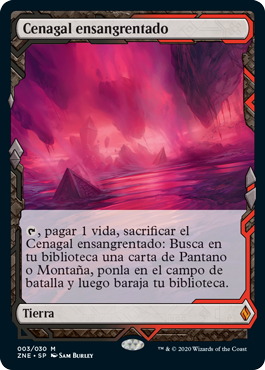 Cenagal ensangrentado
, pagar 1 vida, sacrificar el
Cenagal ensangrentado: Busca en
tu biblioteca una carta de Pantano
o Montaña, ponla en el campo de
batalla y luego baraja tu biblioteca.
Tierra
003/030 M
ZNE • SP Sam Burley
™ & © 2020 Wizards of the Coast